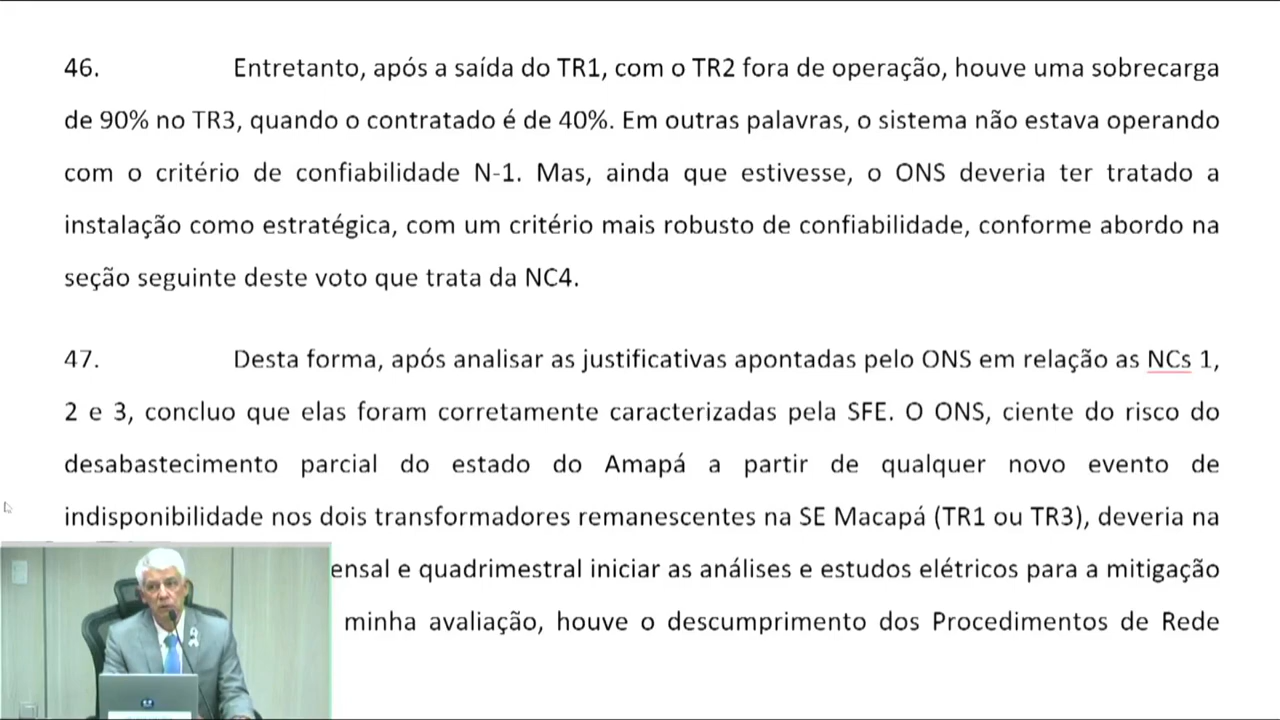 46. Entretanto, após a saída do TR1, com o TR2 fora de operação, houve uma sobrecarga
de 90% no TR3, quando o contratado é de 40%. Em outras palavras, o sistema não estava operando
com o critério de confiabilidade N-1. Mas, ainda que estivesse, o ONS deveria ter tratado a
instalação como estratégica, com um critério mais robusto de confiabilidade, conforme abordo na
seção seguinte deste voto que trata da NC4.
47. Desta forma, após analisar as justificativas apontadas pelo ONS em relação as NCs 1,
2 e 3, concluo que elas foram corretamente caracterizadas pela SFE. O ONS, ciente do risco do
desabastecimento parcial do estado do Amapá a partir de qualquer novo evento de
indisponibilidade nos dois transformadores remanescentes na SE Macapá (TR1 ou TR3), deveria na
ensal e quadrimestral iniciar as análises e estudos elétricos para a mitigação
minha avaliação, houve o descumprimento dos Procedimentos de Rede